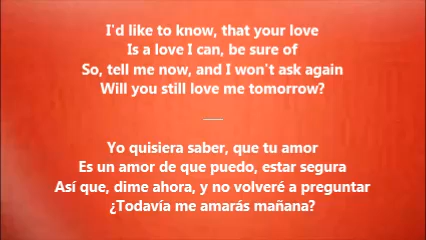 I'd like to know, that your love
Is a love I can, be sure of
So, tell me now, and I won't ask again
Will you still love me tomorrow?
Yo quisiera saber, que tu amor
Es un amor de que puedo, estar segura
Así que, dime ahora, y no volveré a preguntar
¿Todavía me amarás mañana?